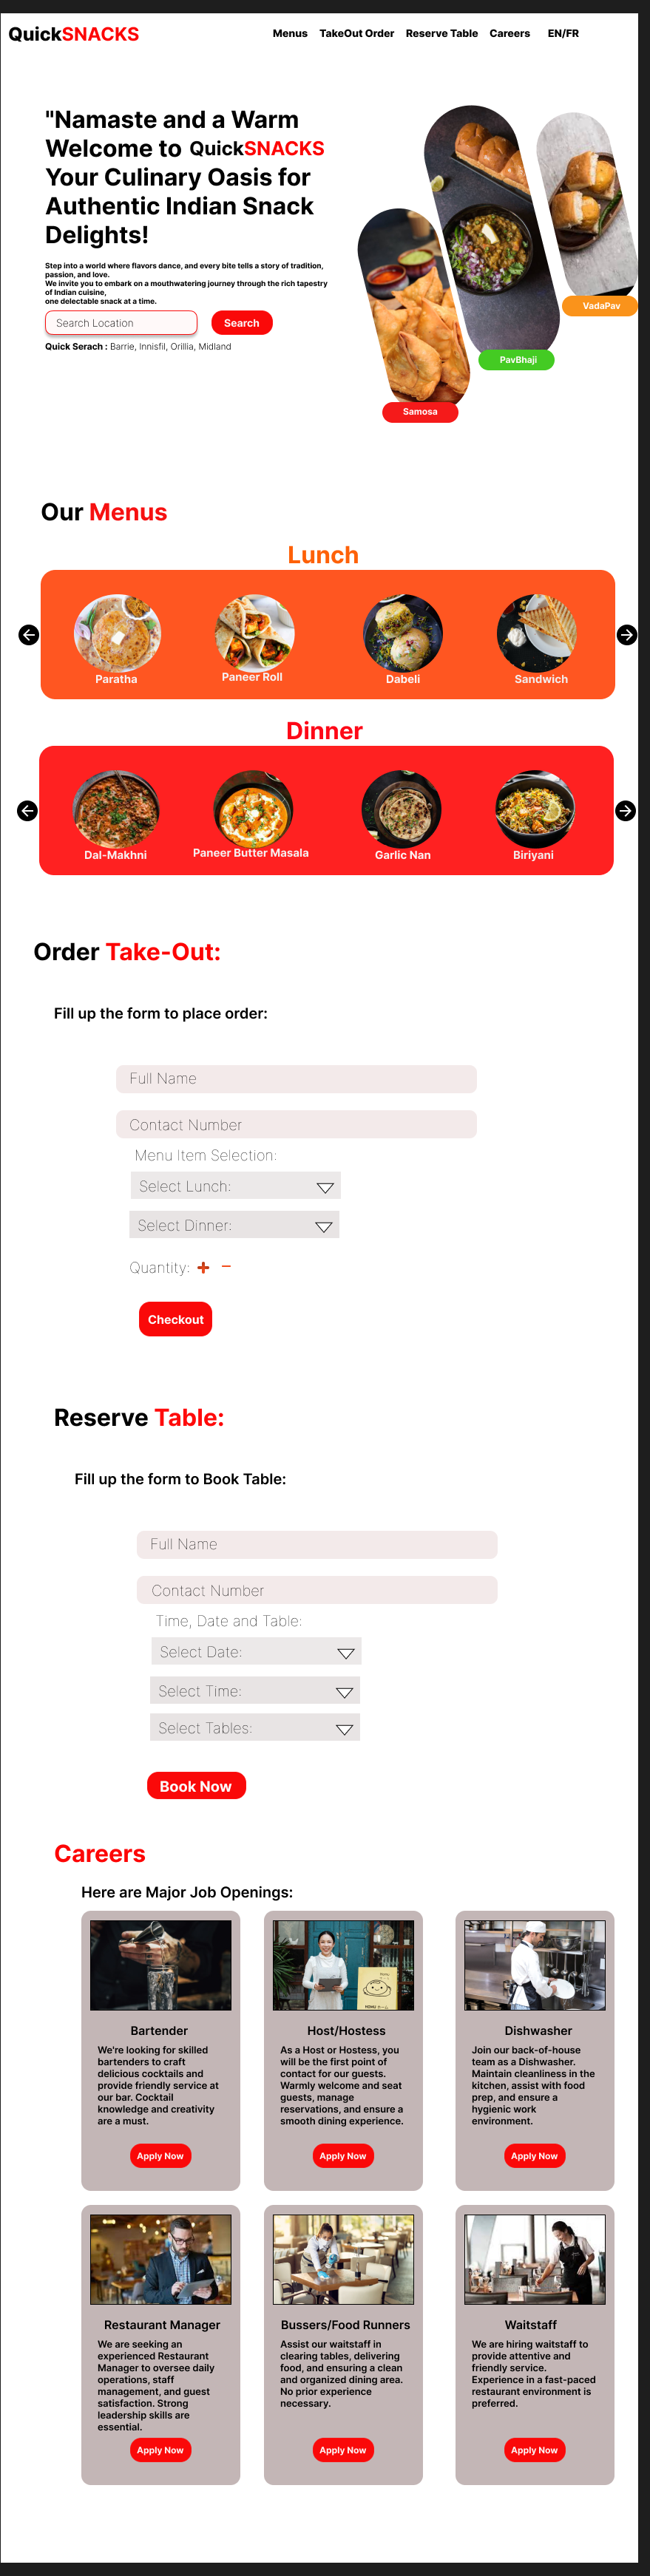 QuickSNACKS
Menus TakeOut Order Reserve Table Careers EN/FR
"Namaste and a Warm
Welcome to QuickSNACKS
Your Culinary Oasis for
Authentic Indian Snack
Delights!
Step into a world where flavors dance, and every bite tells a story of tradition,
passion, and love.
We invite you to embark on a mouthwatering journey through the rich tapestry
of Indian cuisine,
one delectable snack at a time.
Search Location
Search
Quick Serach : Barrie, Innisfil, Orillia, Midland
VadaPav
PavBhaji
Samosa
Our Menus
Lunch
Paratha
Paneer Roll
Dabeli
Sandwich
Dinner
Dal-Makhni
Paneer Butter Masala
Garlic Nan
Biriyani
Order Take-Out:
Fill up the form to place order:
Full Name
Contact Number
Menu Item Selection:
Select Lunch:
Select Dinner:
Quantity: + −
Checkout
Reserve Table:
Fill up the form to Book Table:
Full Name
Contact Number
Time, Date and Table:
Select Date:
Select Time:
Select Tables:
Book Now
Careers
Here are Major Job Openings:
Bartender
We're looking for skilled
bartenders to craft
delicious cocktails and
provide friendly service at
our bar. Cocktail
knowledge and creativity
are a must.
Apply Now
Host/Hostess
As a Host or Hostess, you
will be the first point of
contact for our guests.
Warmly welcome and seat
guests, manage
reservations, and ensure a
smooth dining experience.
Apply Now
Dishwasher
Join our back-of-house
team as a Dishwasher.
Maintain cleanliness in the
kitchen, assist with food
prep, and ensure a
hygienic work
environment.
Apply Now
Restaurant Manager
We are seeking an
experienced Restaurant
Manager to oversee daily
operations, staff
management, and guest
satisfaction. Strong
leadership skills are
essential.
Apply Now
Bussers/Food Runners
Assist our waitstaff in
clearing tables, delivering
food, and ensuring a clean
and organized dining area.
No prior experience
necessary.
Apply Now
Waitstaff
We are hiring waitstaff to
provide attentive and
friendly service.
Experience in a fast-paced
restaurant environment is
preferred.
Apply Now